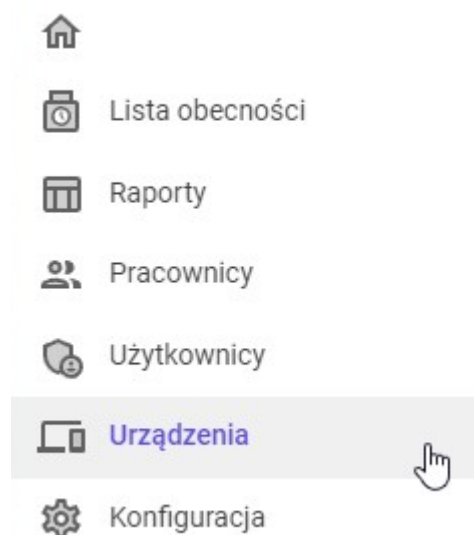 Lista obecności
Raporty
Pracownicy
Użytkownicy
Urządzenia
Konfiguracja